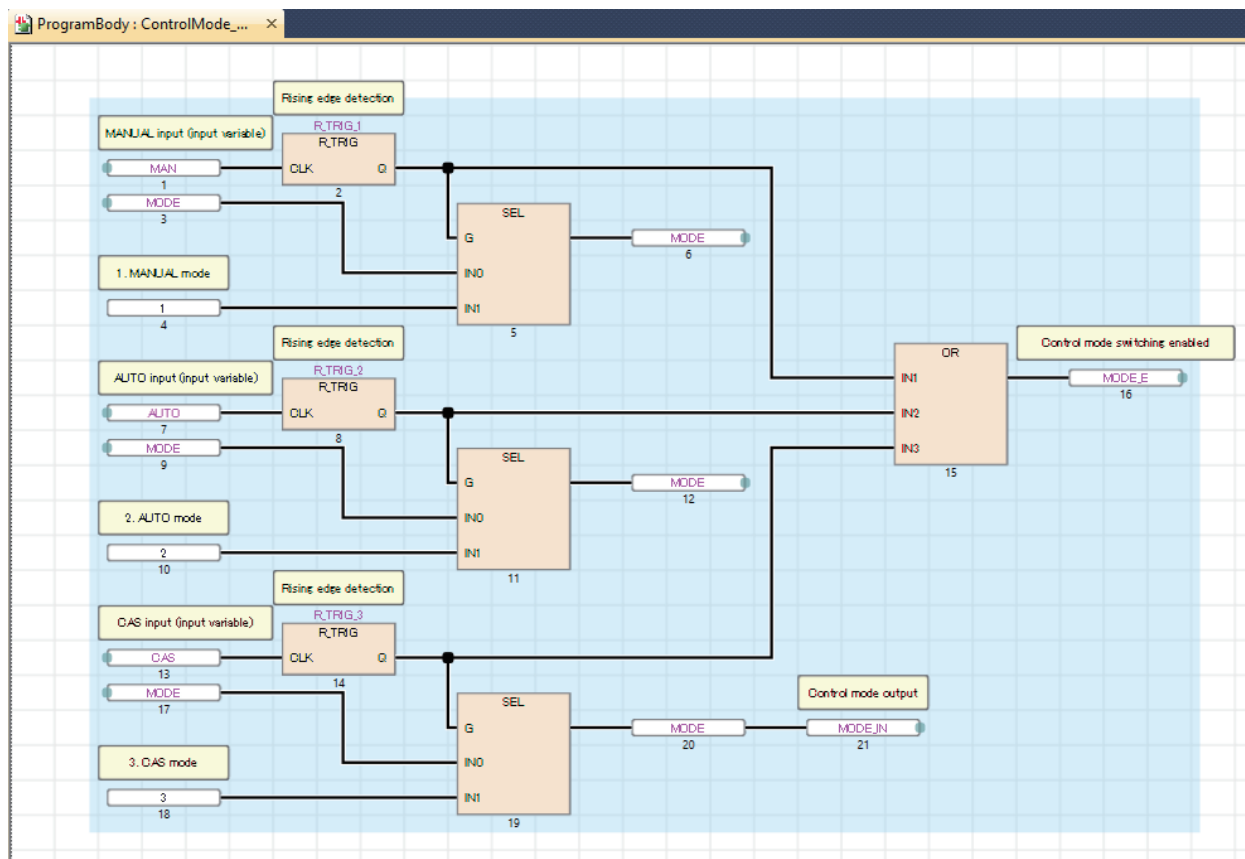 ProgramBody : ControlMode_... ×
Rising edge detection
MANUAL input (input variable)
R_TRIG_1
R_TRIG
MAN
CLK
Q
1
2
MODE
3
SEL
G
MODE
6
1. MANUAL mode
IN0
1
IN1
4
5
Rising edge detection
OR
Control mode switching enabled
AUTO input (input variable)
R_TRIG_2
R_TRIG
IN1
MODE_E
16
AUTO
CLK
Q
IN2
7
8
MODE
IN3
9
SEL
15
G
MODE
12
2. AUTO mode
IN0
2
IN1
10
11
Rising edge detection
CAS input (input variable)
R_TRIG_3
R_TRIG
CAS
CLK
Q
13
14
MODE
Control mode output
17
SEL
G
MODE
MODE_IN
20
21
3. CAS mode
IN0
3
IN1
18
19